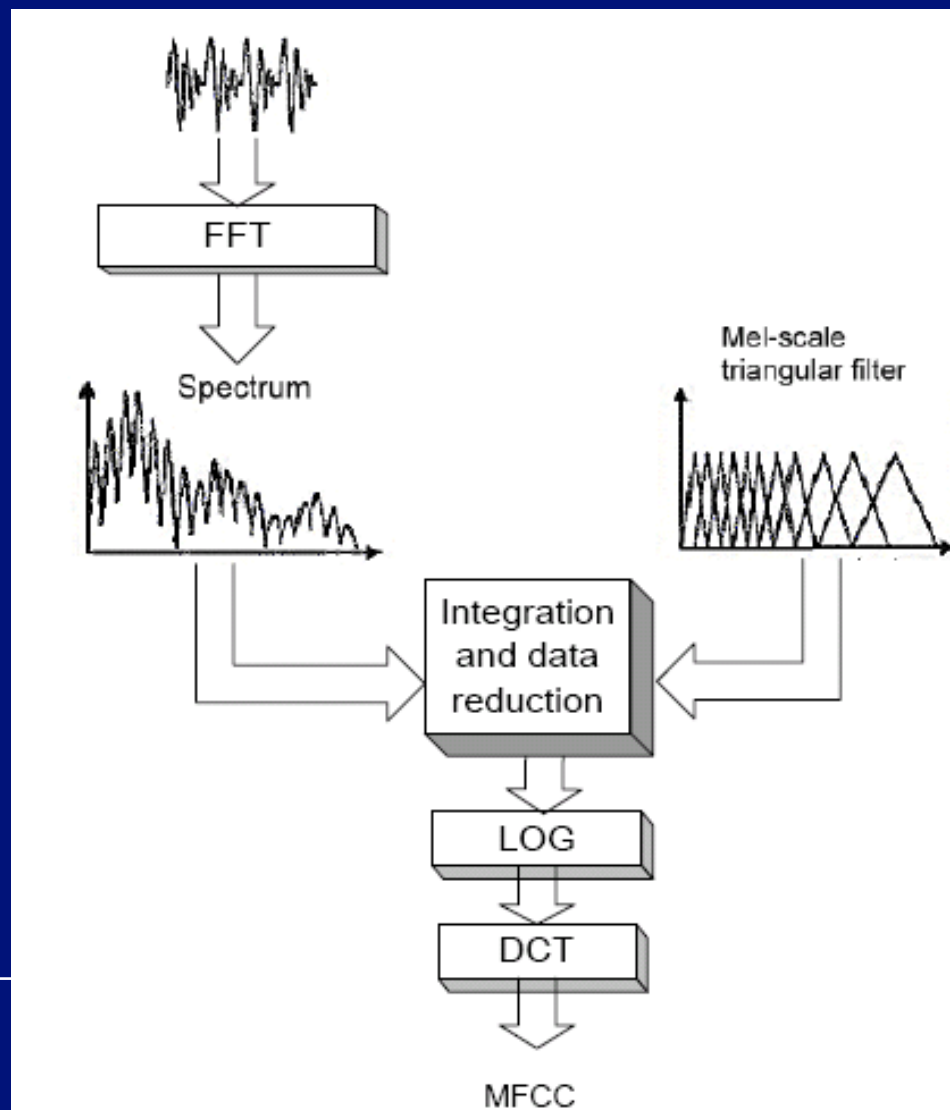 FFT
Spectrum
Mel-scale
triangular filter
Integration
and data
reduction
LOG
DCT
MFCC